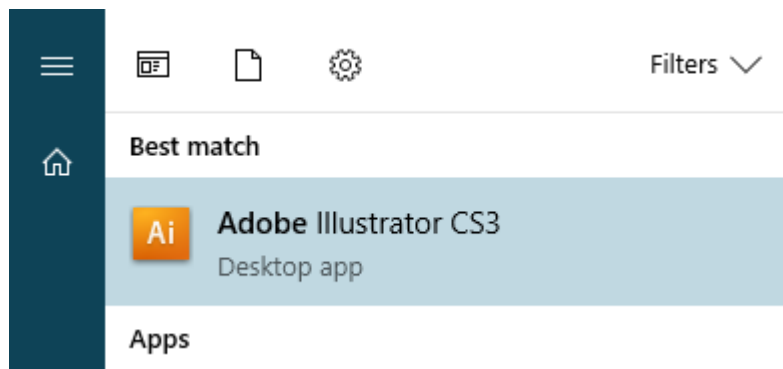 Filters
Best match
Ai
Adobe Illustrator CS3
Desktop app
Apps